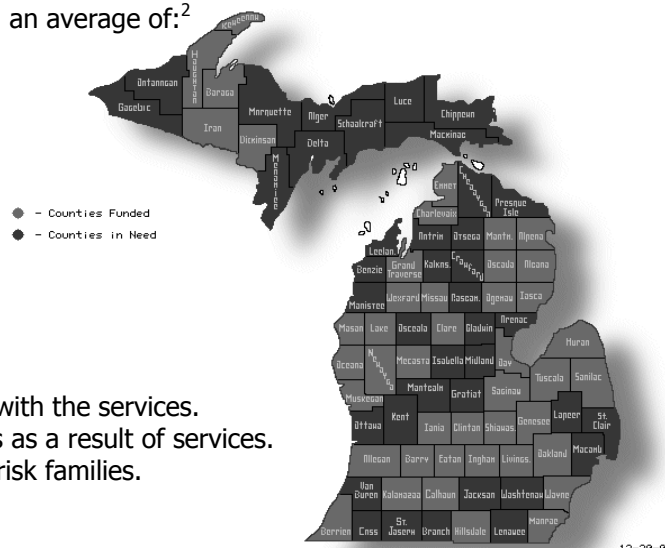 an average of:2
Keweenaw
Houghton
Ontonagon
Baraga
Gogebic
Marquette
Luce
Alger
Chippewa
Schoolcraft
Iron
Mackinac
Dickinson
Delta
Menominee
- Counties Funded
- Counties in Need
Emmet
Cheboygan
Presque
Isle
Charlevoix
Antrim
Otsego
Montm.
Alpena
Leelan.
Benzie
Grand
Traverse
Kalkns.
Crawford
Oscoda
Alcona
Manistee
Wexford
Missau
Roscom.
Ogemaw
Iosco
Arenac
Mason
Lake
Osceola
Clare
Gladwin
Huron
Oceana
Newaygo
Mecosta
Isabella
Midland
Bay
Tuscola
Sanilac
Muskegon
Montcalm
Gratiot
Saginaw
with the services.
Kent
Genesee
Lapeer
St.
Clair
Ottawa
Ionia
Clinton
Shiawas.
s as a result of services.
Macomb
Oakland
risk families.
Allegan
Barry
Eaton
Ingham
Livings.
Van
Buren
Kalamazoo
Calhoun
Jackson
Washtenaw
Wayne
Berrien
Cass
St.
Joseph
Branch
Hillsdale
Lenawee
Monroe